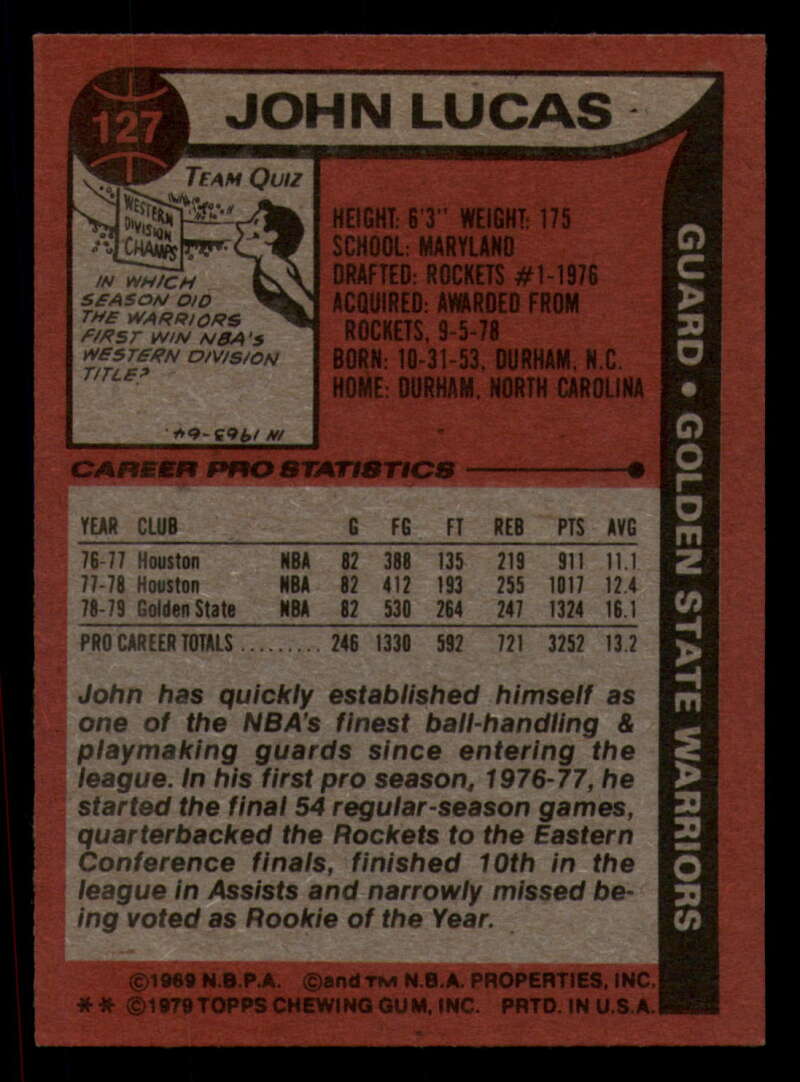 127
JOHN LUCAS
TEAM QUIZ
WESTERN
DIVISION
CHAMPS
IN WHICH
SEASON DID
THE WARRIORS
FIRST WIN NBA'S
WESTERN DIVISION
TITLE?
IN 1963-64.
HEIGHT: 6'3" WEIGHT: 175
SCHOOL: MARYLAND
DRAFTED: ROCKETS #1-1976
ACQUIRED: AWARDED FROM
ROCKETS, 9-5-78
BORN: 10-31-53, DURHAM, N.C.
HOME: DURHAM, NORTH CAROLINA
GUARD • GOLDEN STATE WARRIORS
CAREER PRO STATISTICS
YEAR CLUB G FG FT REB PTS AVG
76-77 Houston NBA 82 388 135 219 911 11.1
77-78 Houston NBA 82 412 193 255 1017 12.4
78-79 Golden State NBA 82 530 264 247 1324 16.1
PRO CAREER TOTALS ......... 246 1330 592 721 3252 13.2
John has quickly established himself as
one of the NBA's finest ball-handling &
playmaking guards since entering the
league. In his first pro season, 1976-77, he
started the final 54 regular-season games,
quarterbacked the Rockets to the Eastern
Conference finals, finished 10th in the
league in Assists and narrowly missed be-
ing voted as Rookie of the Year.
©1969 N.B.P.A. ©and TM N.B.A. PROPERTIES, INC.
** ©1979 TOPPS CHEWING GUM, INC. PRTD. IN U.S.A.